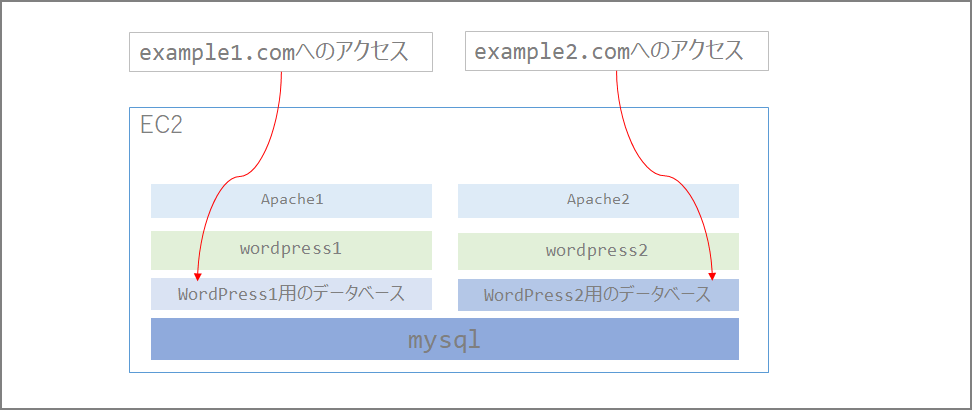 example1.comへのアクセス
example2.comへのアクセス
EC2
Apache1
Apache2
wordpress1
wordpress2
WordPress1用のデータベース
WordPress2用のデータベース
mysql